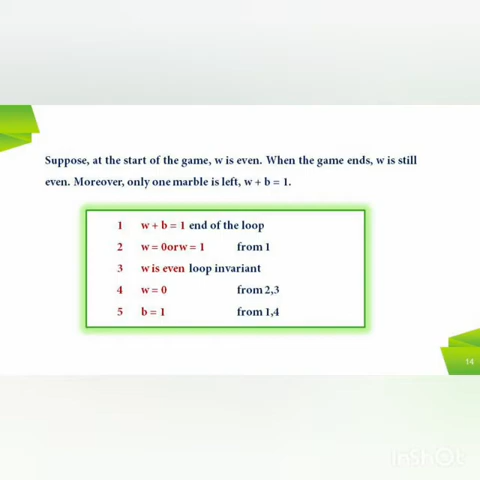 Suppose, at the start of the game, w is even. When the game ends, w is still
even. Moreover, only one marble is left, w + b = 1.
1 w + b = 1 end of the loop
2 w = 0orw = 1 from 1
3 w is even loop invariant
4 w = 0 from 2,3
5 b = 1 from 1,4
14
InShOt